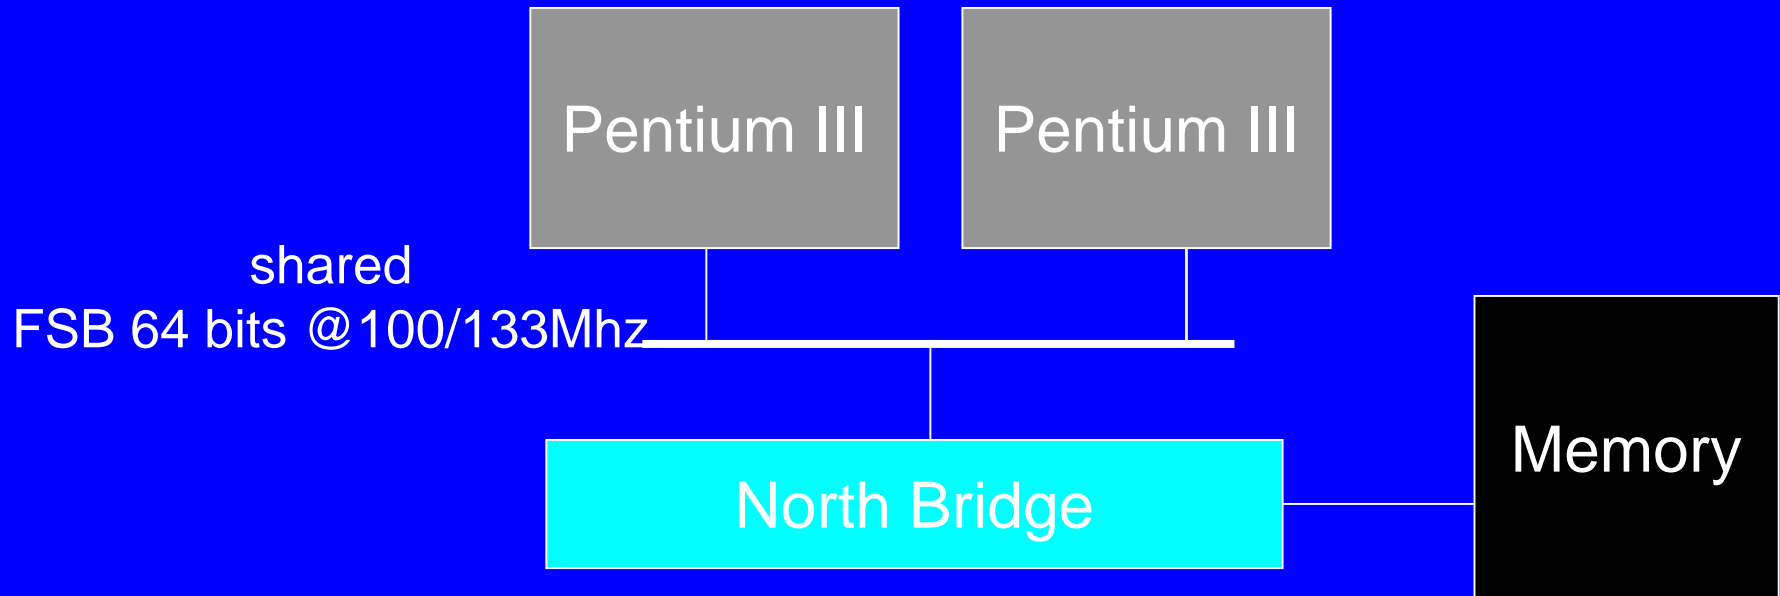 Pentium III
Pentium III
shared
FSB 64 bits @100/133Mhz
Memory
North Bridge